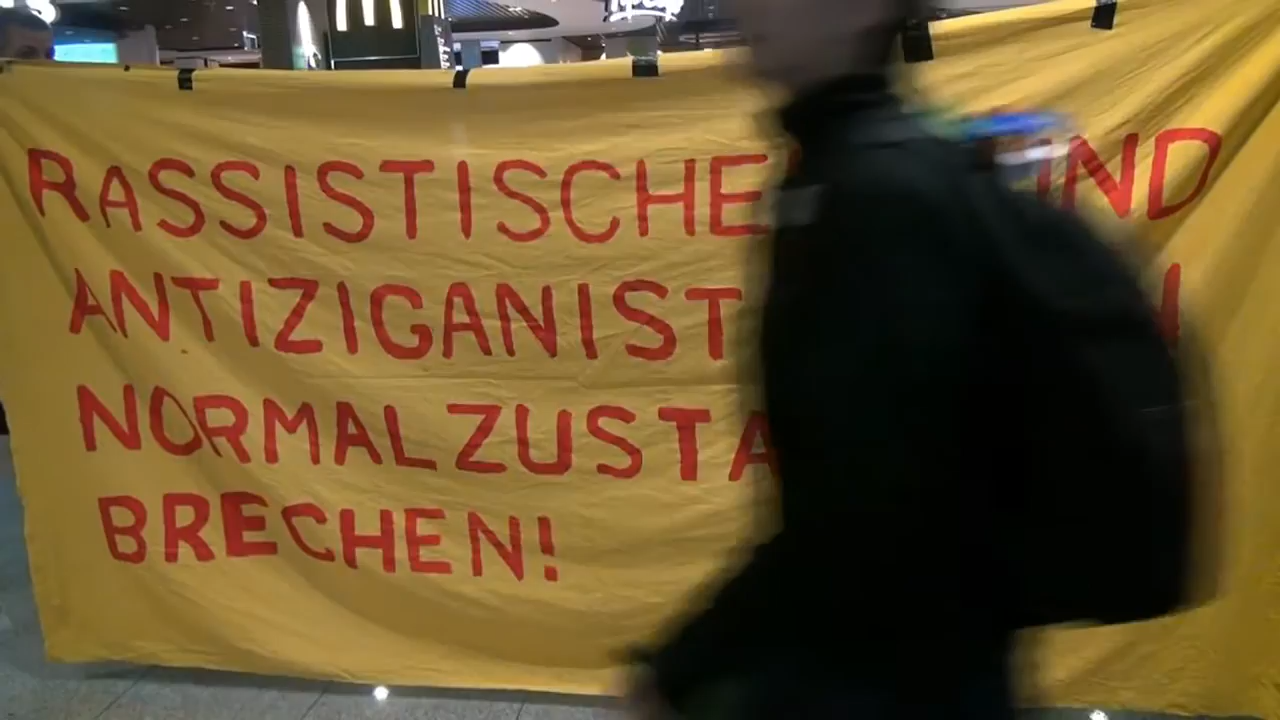 RASSISTISCHE
ANTIZIGANIST
NORMALZUSTA
BRECHEN!